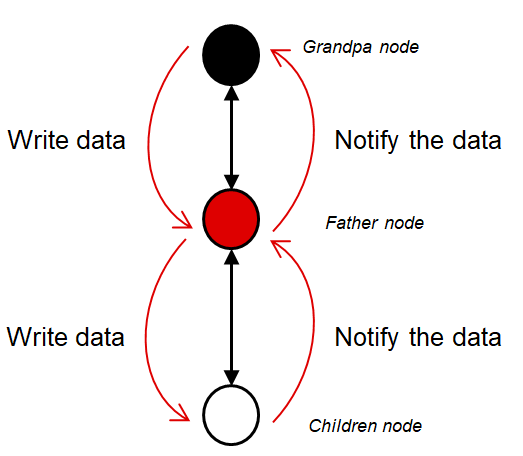 Grandpa node
Write data
Notify the data
Father node
Write data
Notify the data
Children node